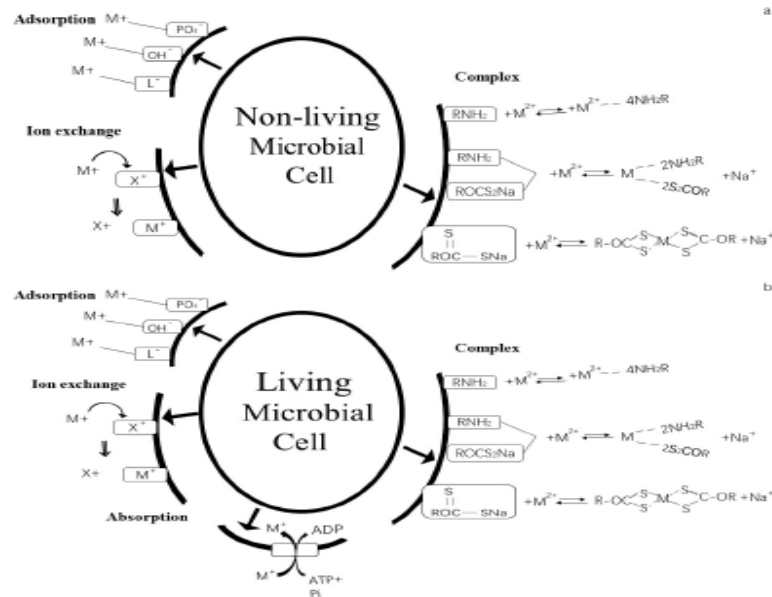 a
Adsorption
M+ PO₄⁻
M+ OH⁻
M+ L⁻
Ion exchange
M+ X⁺
X+ M⁺
Non-living
Microbial
Cell
Complex
RNH₂ +M²⁺ +M²⁺ 4NH₂R
RNH₂
ROCS₂Na
+M²⁺ M 2NH₂R
2S₂COR
+Na⁺
S
ROC SNa
+M²⁺ R-OC S S M S S C-OR +Na⁺
b
Adsorption
M+ PO₄⁻
M+ OH⁻
M+ L⁻
Ion exchange
M+ X⁺
X+ M⁺
Living
Microbial
Cell
Complex
RNH₂ +M²⁺ +M²⁺ 4NH₂R
RNH₂
ROCS₂Na
+M²⁺ M 2NH₂R
2S₂COR
+Na⁺
S
ROC SNa
+M²⁺ R-OC S S M S S C-OR +Na⁺
Absorption
M⁺ ADP
M⁺ ATP+
Pi